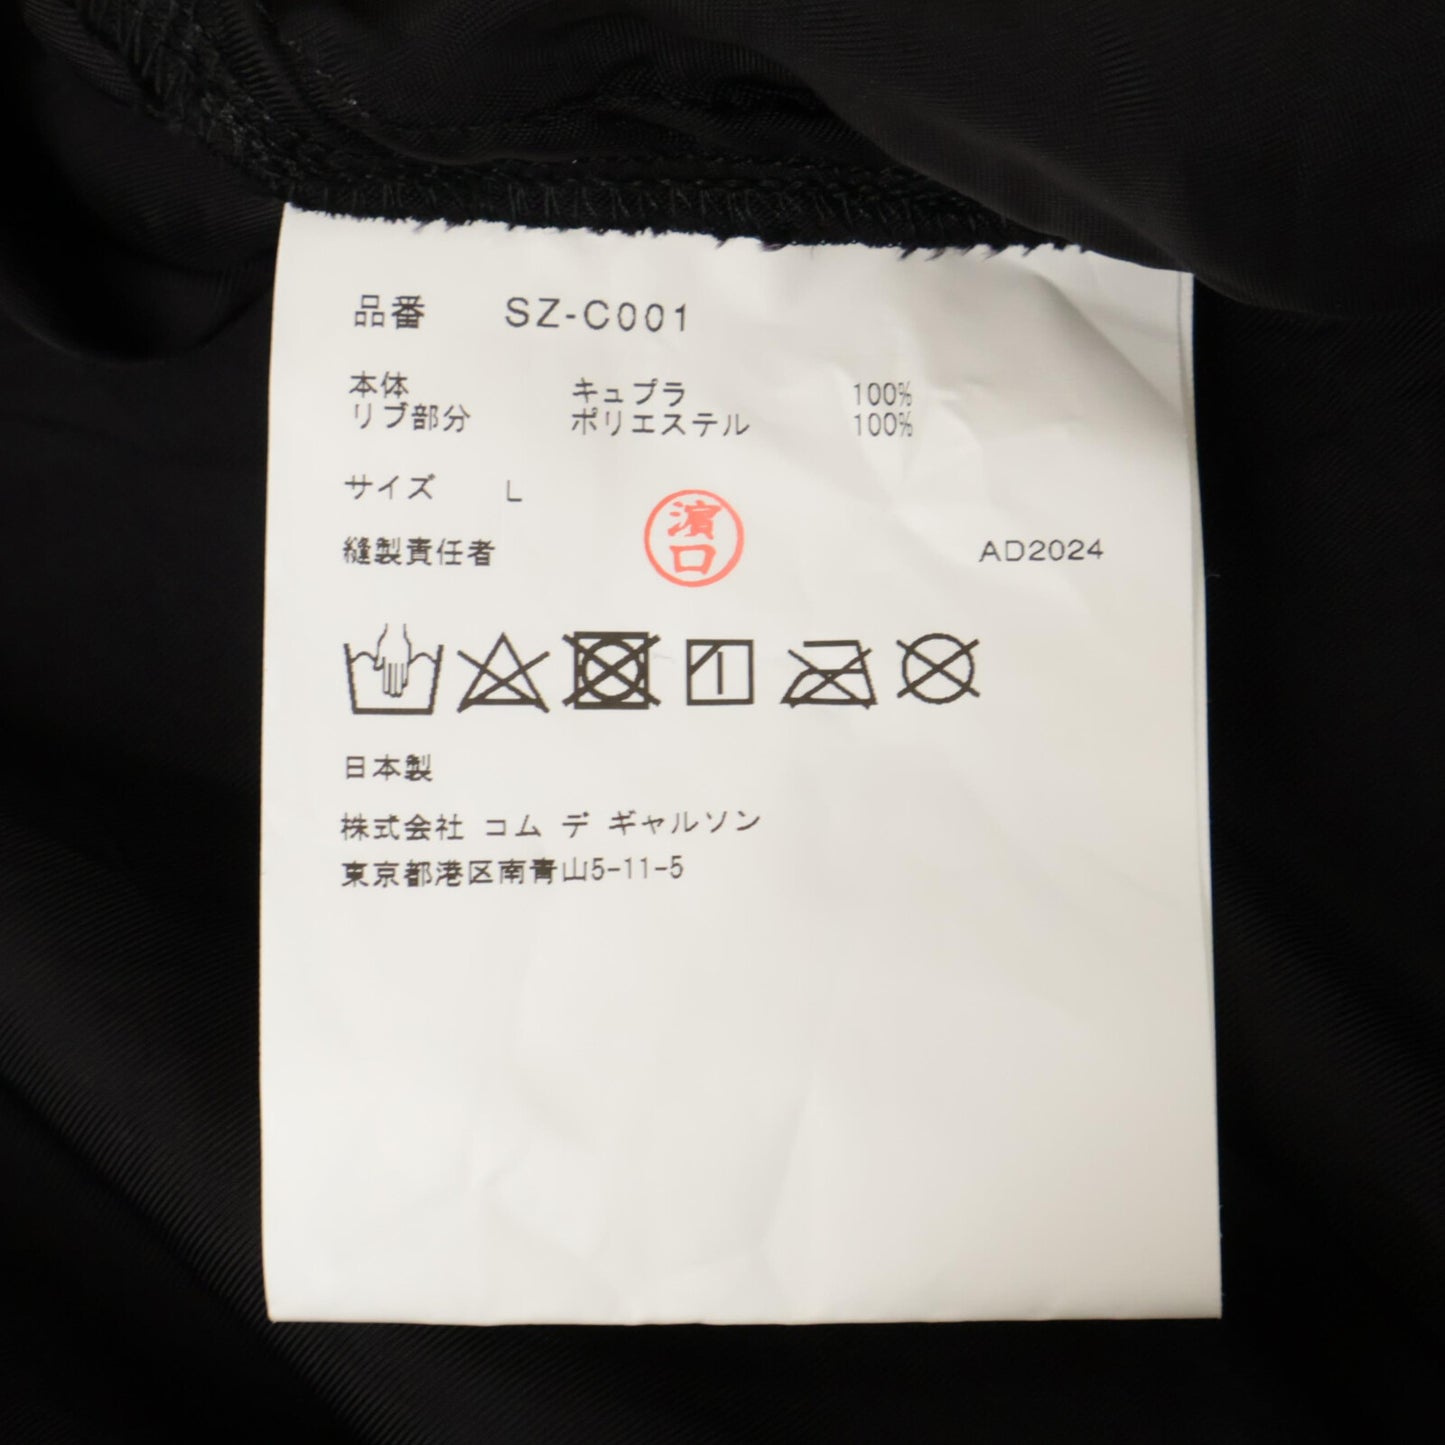 品番 SZ-C001
本体 キュプラ 100%
リブ部分 ポリエステル 100%
サイズ L
縫製責任者 濱口 AD2024
日本製
株式会社 コム デ ギャルソン
東京都港区南青山5-11-5